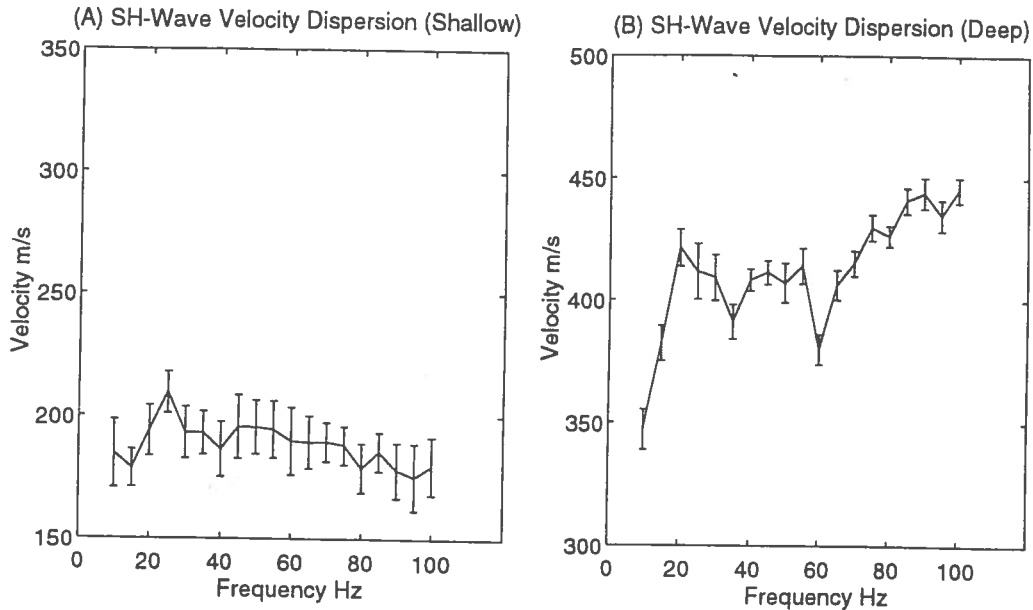 (A) SH-Wave Velocity Dispersion (Shallow)
350
300
250
200
150
Velocity m/s
0 20 40 60 80 100
Frequency Hz
(B) SH-Wave Velocity Dispersion (Deep)
500
450
400
350
300
Velocity m/s
0 20 40 60 80 100
Frequency Hz